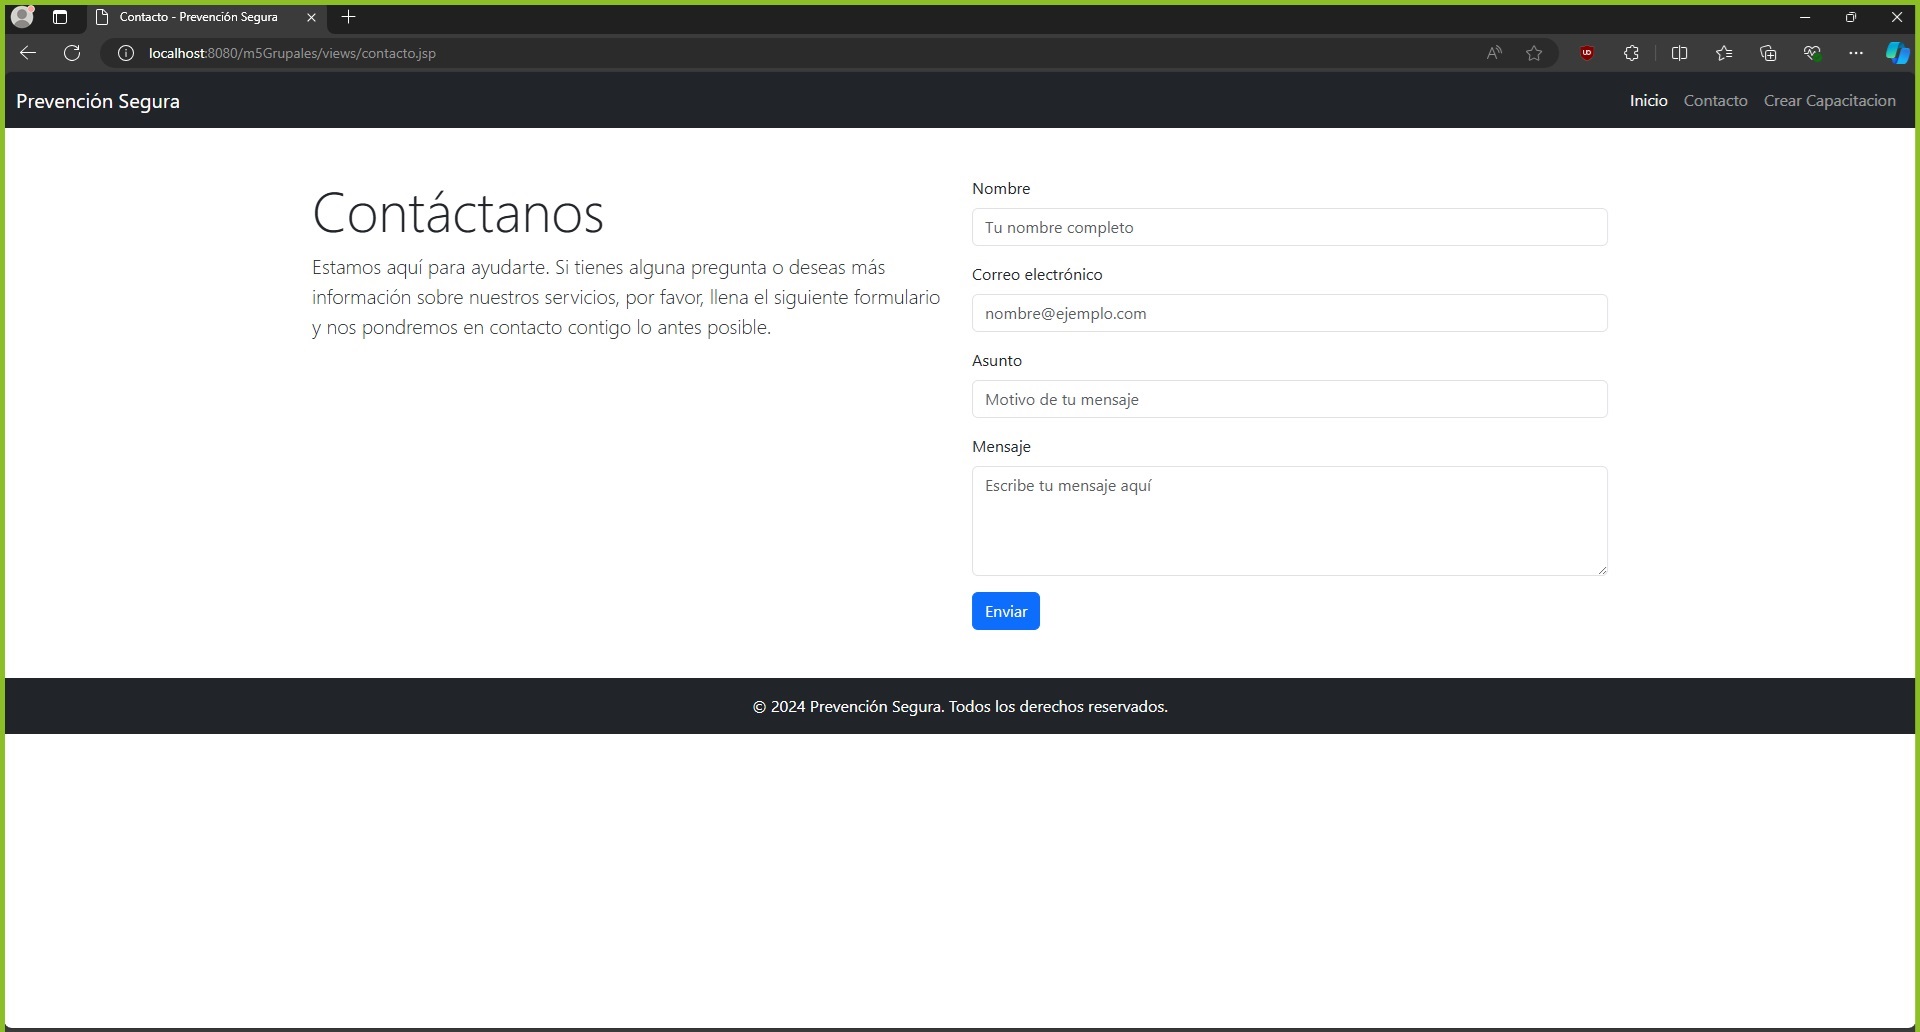 Contacto - Prevención Segura
localhost:8080/m5Grupales/views/contacto.jsp
Prevención Segura
Inicio Contacto Crear Capacitacion
Contáctanos
Estamos aquí para ayudarte. Si tienes alguna pregunta o deseas más
información sobre nuestros servicios, por favor, llena el siguiente formulario
y nos pondremos en contacto contigo lo antes posible.
Nombre
Tu nombre completo
Correo electrónico
nombre@ejemplo.com
Asunto
Motivo de tu mensaje
Mensaje
Escribe tu mensaje aquí
Enviar
© 2024 Prevención Segura. Todos los derechos reservados.